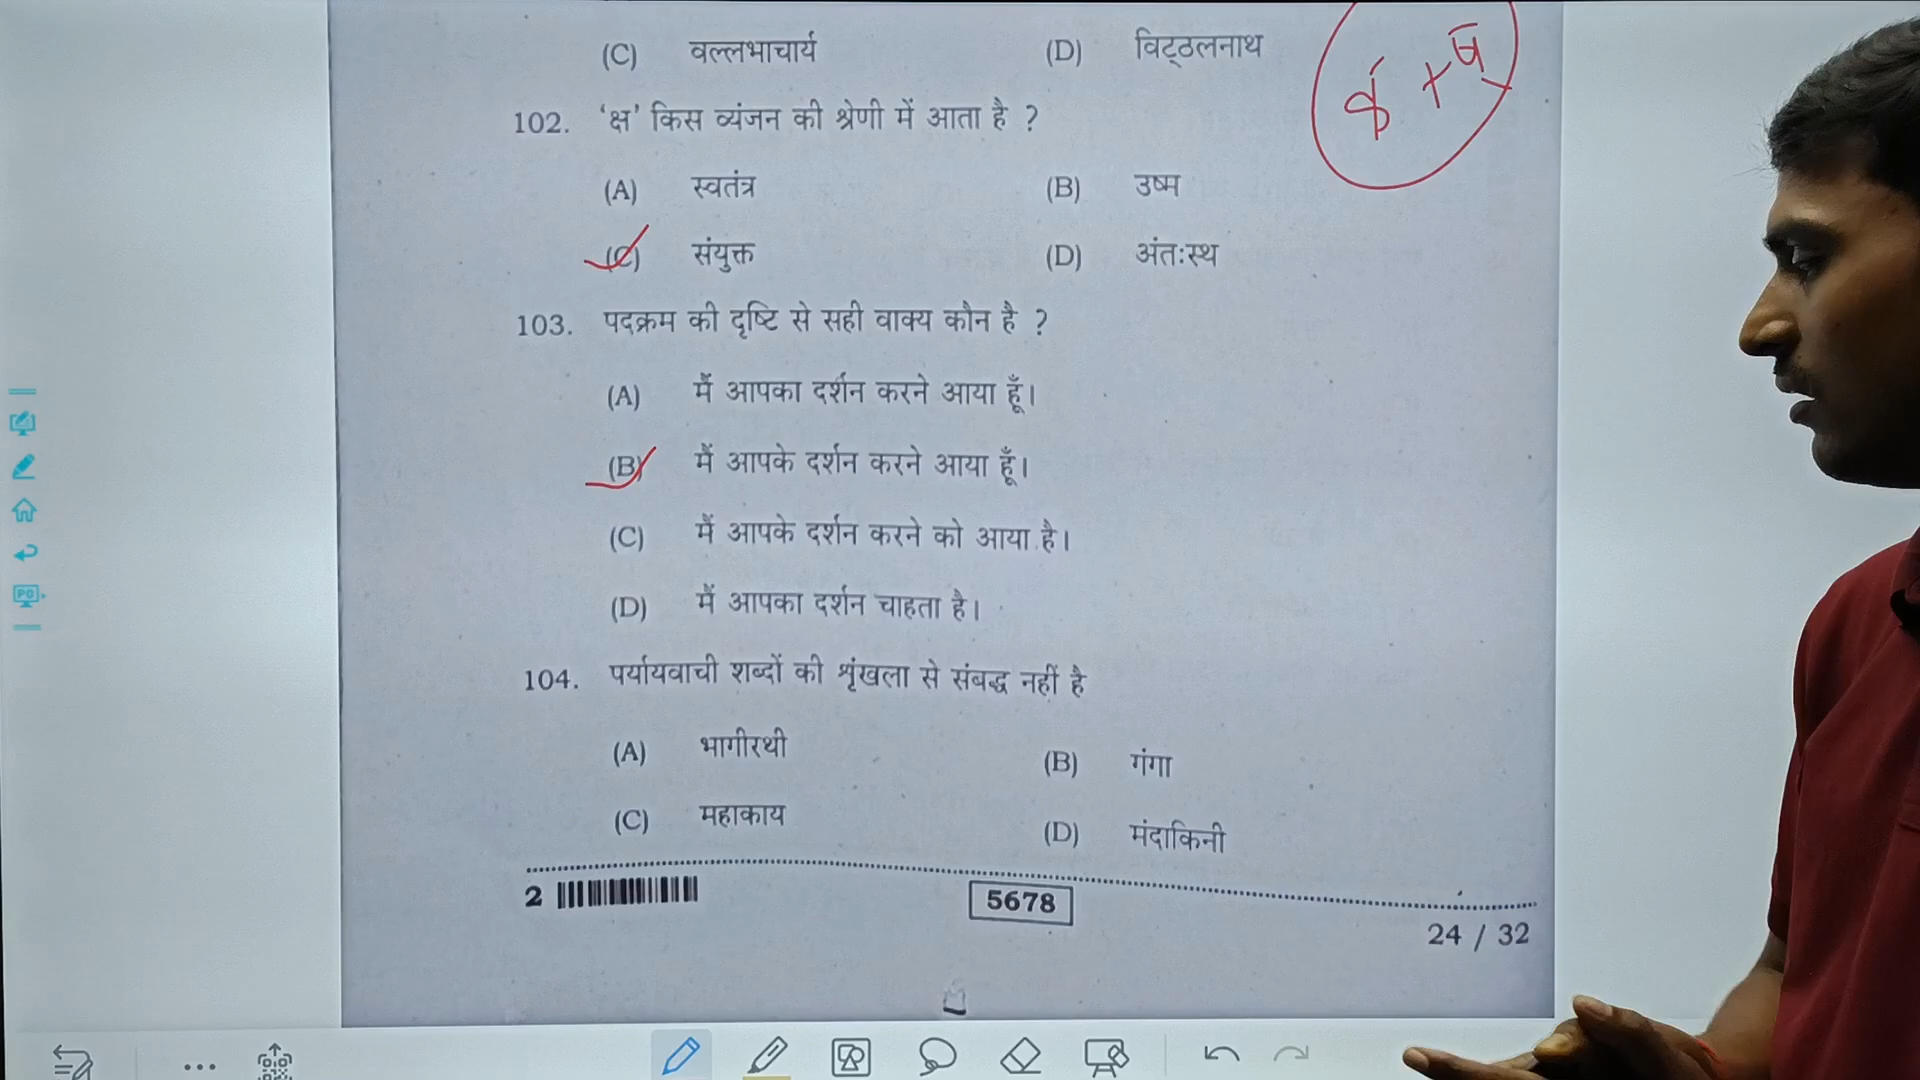 (C) वल्लभाचार्य (D) विट्ठलनाथ
102. ‘क्ष’ किस व्यंजन की श्रेणी में आता है ?
(A) स्वतंत्र (B) उष्म
(C) संयुक्त (D) अंतःस्थ
103. पदक्रम की दृष्टि से सही वाक्य कौन है ?
(A) मैं आपका दर्शन करने आया हूँ।
(B) मैं आपके दर्शन करने आया हूँ।
(C) मैं आपके दर्शन करने को आया है।
(D) मैं आपका दर्शन चाहता है।
104. पर्यायवाची शब्दों की शृंखला से संबद्ध नहीं है
(A) भागीरथी (B) गंगा
(C) महाकाय (D) मंदाकिनी
2 5678
24 / 32